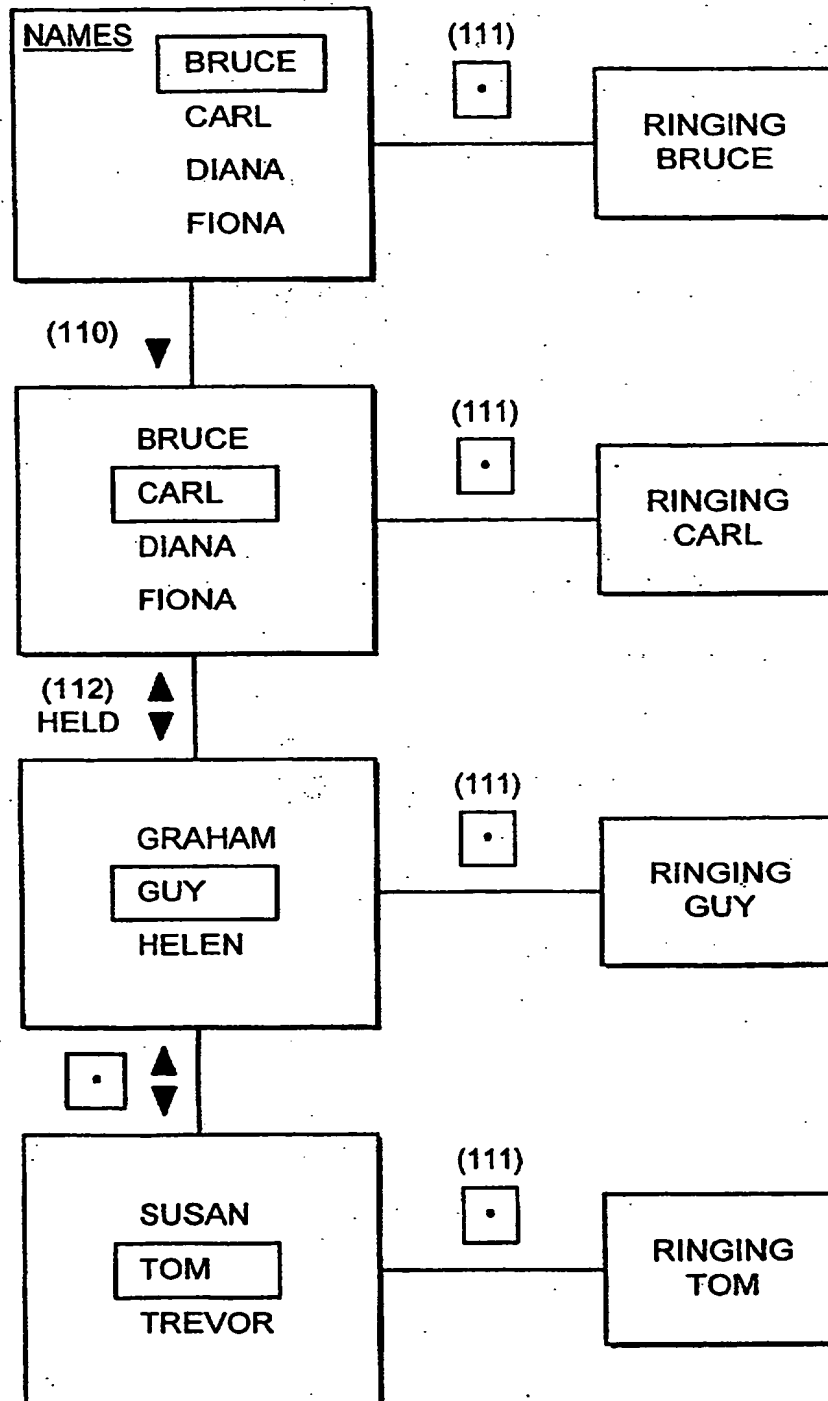 NAMES
BRUCE
CARL
DIANA
FIONA
(111)
RINGING
BRUCE
(110)
BRUCE
CARL
DIANA
FIONA
(111)
RINGING
CARL
(112)
HELD
GRAHAM
GUY
HELEN
(111)
RINGING
GUY
SUSAN
TOM
TREVOR
(111)
RINGING
TOM